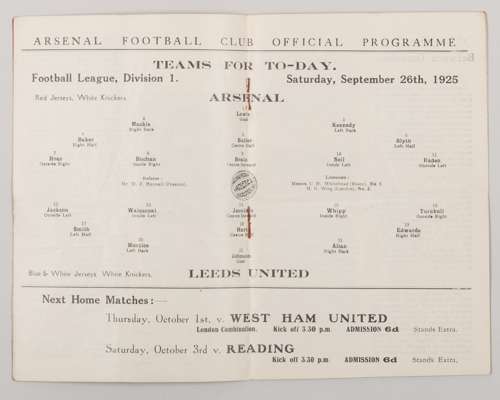 ARSENAL FOOTBALL CLUB OFFICIAL PROGRAMME
TEAMS FOR TO-DAY.
Football League, Division 1. Saturday, September 26th, 1925
Red Jerseys, White Knickers. ARSENAL
Lewis
Goal
Mackie Kennedy
Right Back Left Back
Baker Butler Blyth
Right Half Centre Half Left Half
Hoar Buchan Brain Neil Haden
Outside Right Inside Right Centre Forward Inside Left Outside Left
Referee: Linesmen:
Jackson Wainscoat Jennings Whipp Turnbull
Outside Left Inside Left Centre Forward Inside Right Outside Right
Smith Hart Edwards
Left Half Centre Half Right Half
Menzies Allan
Left Back Right Back
Johnson
Goal
Blue & White Jerseys. White Knickers. LEEDS UNITED
Next Home Matches:—
Thursday, October 1st, v. WEST HAM UNITED
London Combination. Kick off 3.30 p.m. ADMISSION 6d Stands Extra.
Saturday, October 3rd v. READING
Kick off 3.30 p.m. ADMISSION 6d Stands Extra.